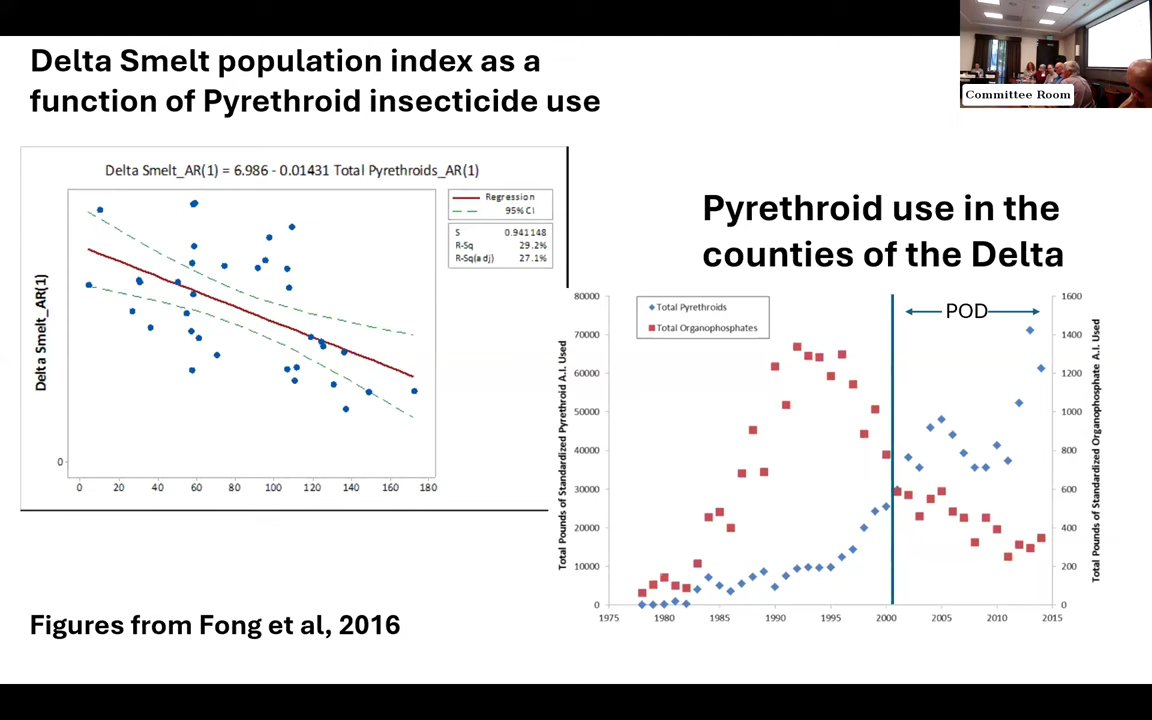 Delta Smelt population index as a
function of Pyrethroid insecticide use
Committee Room
Delta Smelt_AR(1) = 6.986 - 0.01431 Total Pyrethroids_AR(1)
Regression
95% CI
S 0.941148
R-Sq 29.2%
R-Sq(adj) 27.1%
Delta Smelt_AR(1)
0
0 20 40 60 80 100 120 140 160 180
Pyrethroid use in the
counties of the Delta
Total Pyrethroids
Total Organophosphates
POD
Total Pounds of Standardized Pyrethroid A.I. Used
80000
70000
60000
50000
40000
30000
20000
10000
0
1600
1400
1200
1000
800
600
400
200
0
Total Pounds of Standardized Organophosphate A.I. Used
1975 1980 1985 1990 1995 2000 2005 2010 2015
Figures from Fong et al, 2016